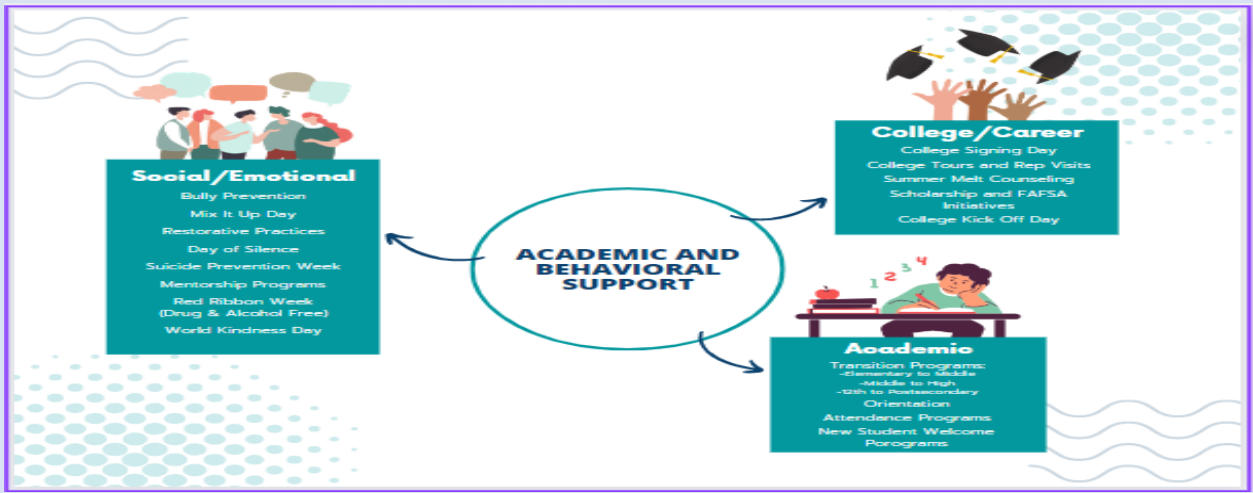 Social/Emotional
Bully Prevention
Mix It Up Day
Restorative Practices
Day of Silence
Suicide Prevention Week
Mentorship Programs
Red Ribbon Week
(Drug & Alcohol Free)
World Kindness Day
ACADEMIC AND
BEHAVIORAL
SUPPORT
College/Career
College Signing Day
College Tours and Rep Visits
Summer Melt Counseling
Scholarship and FAFSA
Initiatives
College Kick Off Day
1 2 3 4
Academic
Transition Programs:
-Elementary to Middle
-Middle to High
-12th to Postsecondary
Orientation
Attendance Programs
New Student Welcome
Porograms